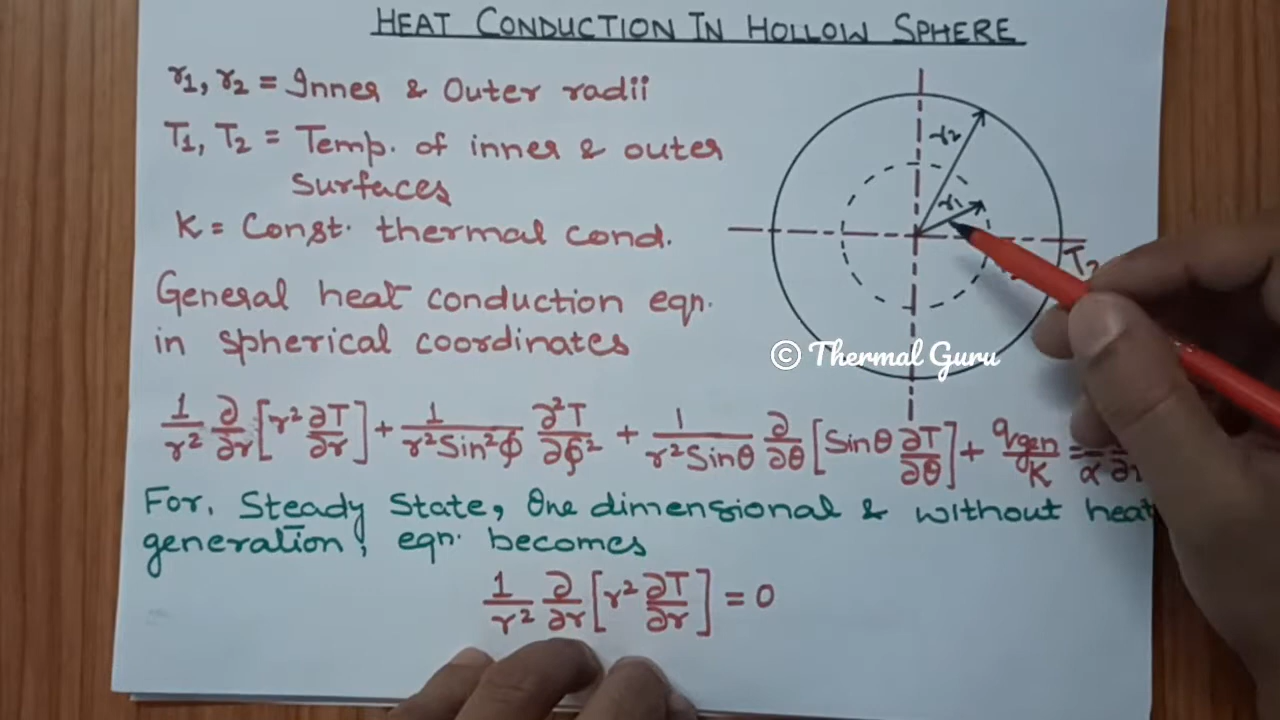 HEAT CONDUCTION IN HOLLOW SPHERE
r1, r2 = Inner & Outer radii
T1, T2 = Temp. of inner & outer
surfaces
K = Const. thermal cond.
General heat conduction eqn.
in spherical coordinates
r2
r1
T2
© Thermal Guru
1/r² ∂/∂r [r² ∂T/∂r] + 1/r² Sin²φ ∂²T/∂φ² + 1/r² Sinθ ∂/∂θ [Sinθ ∂T/∂θ] + qgen/K =
For, Steady State, One dimensional & without heat
generation, eqn. becomes
1/r² ∂/∂r [r² ∂T/∂r] = 0